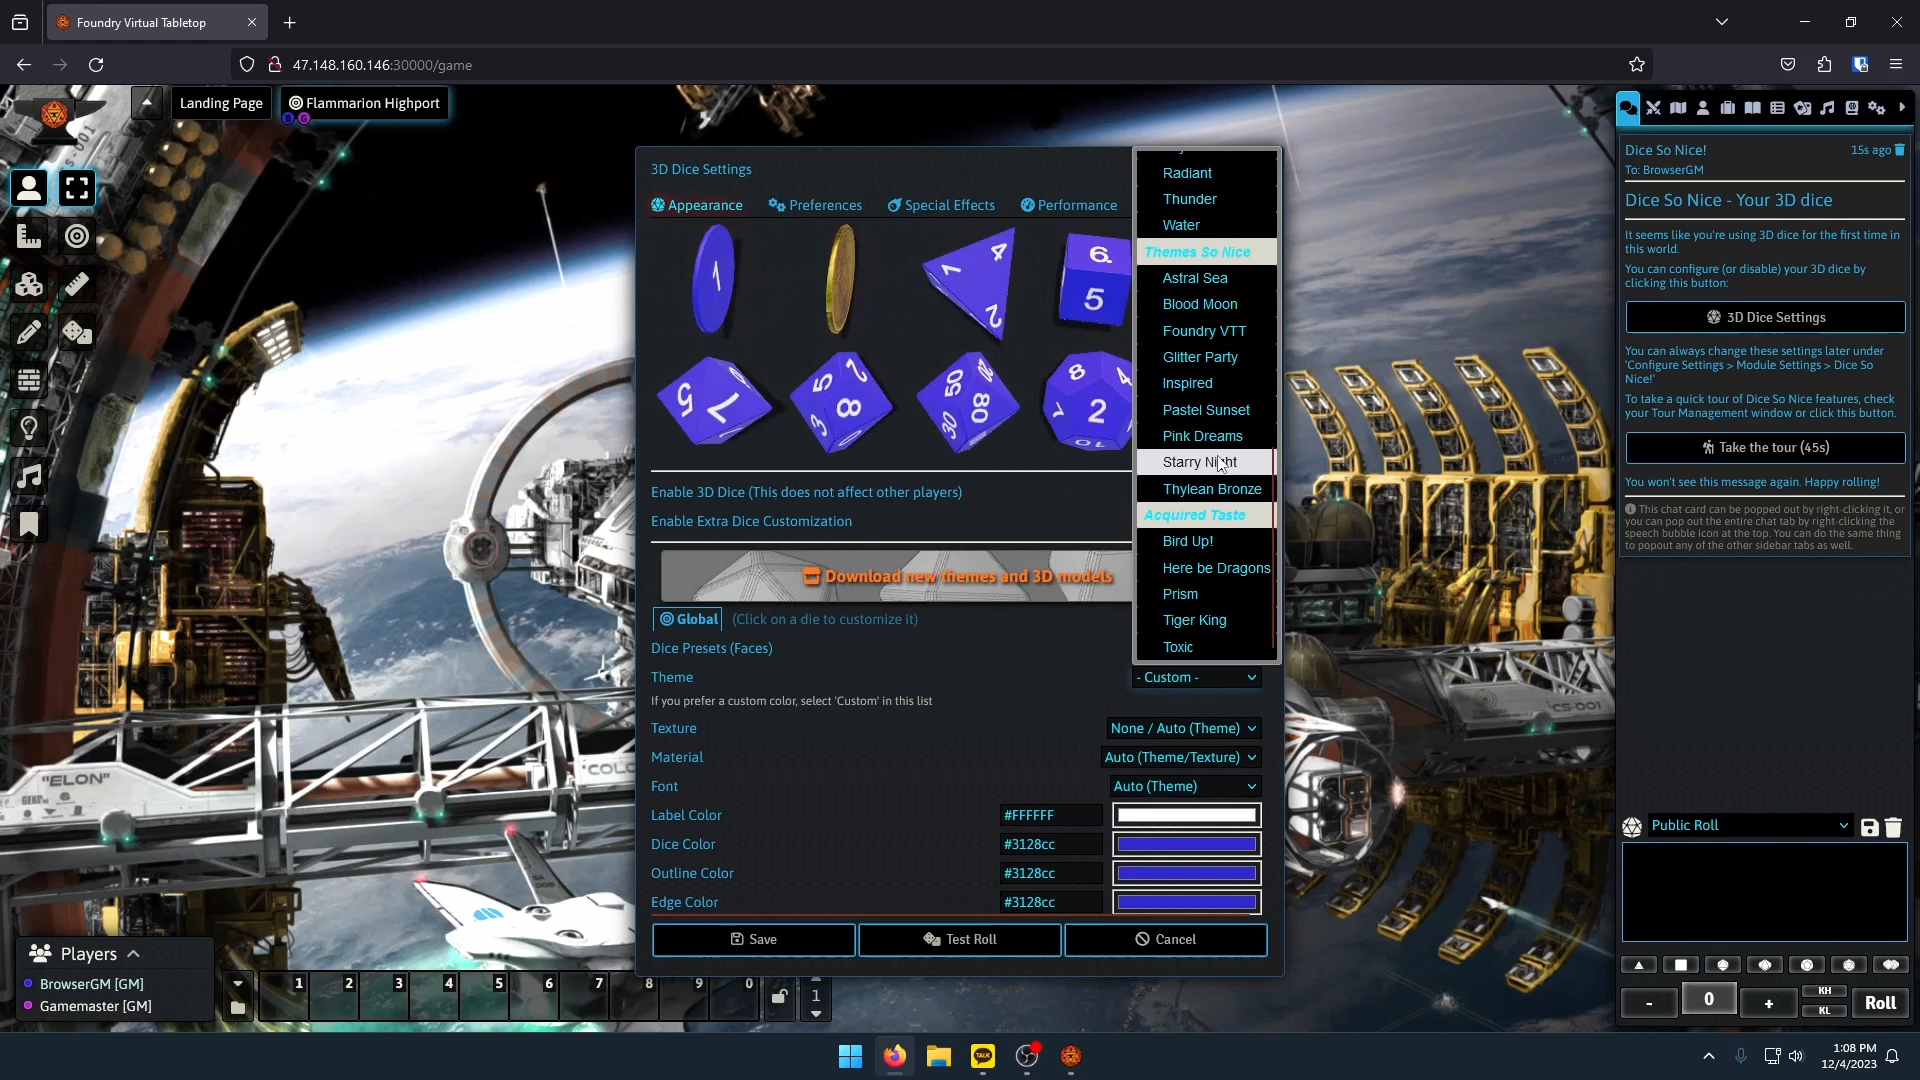 Foundry Virtual Tabletop
47.148.160.146:30000/game
Landing Page
Flammarion Highport
B G
3D Dice Settings
Appearance
Preferences
Special Effects
Performance
Radiant
Thunder
Water
Themes So Nice
Astral Sea
Blood Moon
Foundry VTT
Glitter Party
Inspired
Pastel Sunset
Pink Dreams
Starry Night
Thylean Bronze
Acquired Taste
Bird Up!
Here be Dragons
Prism
Tiger King
Toxic
Enable 3D Dice (This does not affect other players)
Enable Extra Dice Customization
Download new themes and 3D models
Global (Click on a die to customize it)
Dice Presets (Faces)
Theme
- Custom -
If you prefer a custom color, select 'Custom' in this list
Texture
None / Auto (Theme)
Material
Auto (Theme/Texture)
Font
Auto (Theme)
Label Color
#FFFFFF
Dice Color
#3128cc
Outline Color
#3128cc
Edge Color
#3128cc
Save
Test Roll
Cancel
Dice So Nice!
15s ago
To: BrowserGM
Dice So Nice - Your 3D dice
It seems like you're using 3D dice for the first time in
this world.
You can configure (or disable) your 3D dice by
clicking this button:
3D Dice Settings
You can always change these settings later under
'Configure Settings > Module Settings > Dice So
Nice!'
To take a quick tour of Dice So Nice features, check
your Tour Management window or click this button.
Take the tour (45s)
You won't see this message again. Happy rolling!
This chat card can be popped out by right-clicking it, or
you can pop out the entire chat tab by right-clicking the
speech bubble icon at the top. You can do the same thing
to popout any of the other sidebar tabs as well.
Public Roll
- 0 + KH KL Roll
"ELON"
CS-001
Players
BrowserGM [GM]
Gamemaster [GM]
1 2 3 4 5 6 7 8 9 0
1
TALK
1:08 PM
12/4/2023